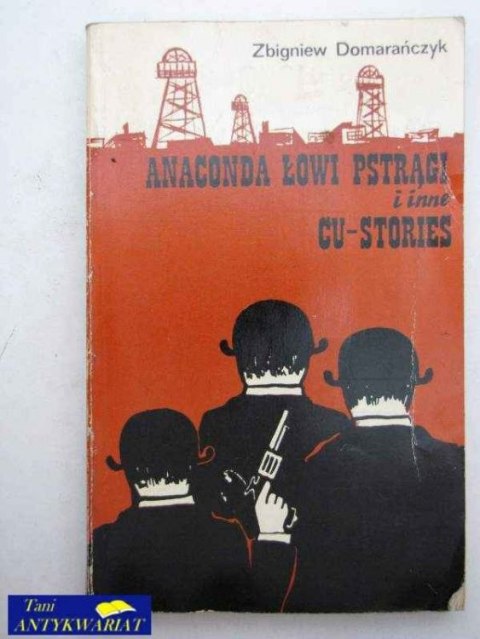 Zbigniew Domarańczyk
ANACONDA ŁOWI PSTRĄGI
i inne
CU-STORIES
Tani
ANTYKWARIAT